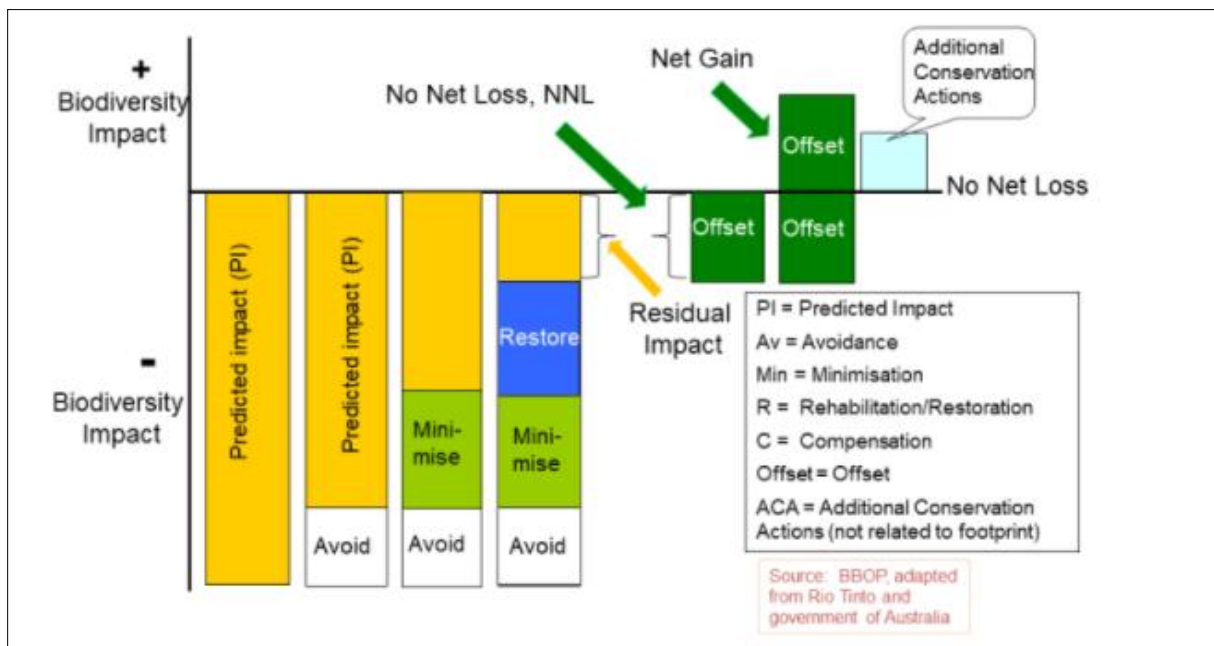 +
Biodiversity
Impact
-
Biodiversity
Impact
No Net Loss, NNL
Net Gain
Additional
Conservation
Actions
No Net Loss
Predicted impact (PI)
Predicted impact (PI)
Avoid
Mini-
mise
Avoid
Restore
Mini-
mise
Avoid
Residual
Impact
Offset
Offset
Offset
PI = Predicted Impact
Av = Avoidance
Min = Minimisation
R = Rehabilitation/Restoration
C = Compensation
Offset = Offset
ACA = Additional Conservation
Actions (not related to footprint)
Source: BBOP, adapted
from Rio Tinto and
government of Australia